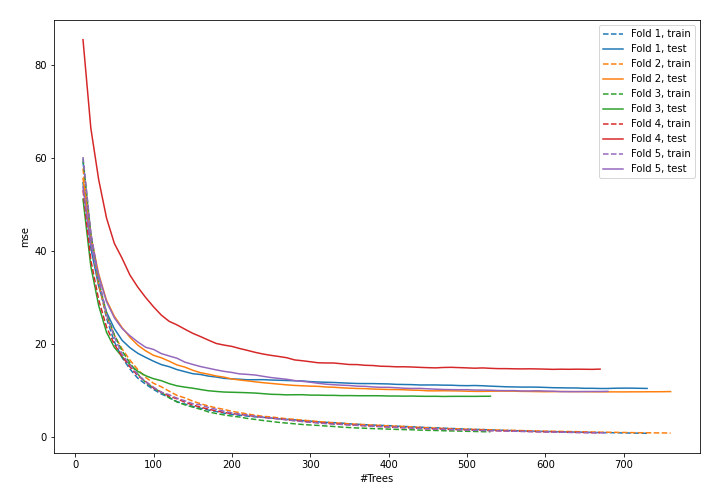 Fold 1, train
Fold 1, test
Fold 2, train
Fold 2, test
Fold 3, train
Fold 3, test
Fold 4, train
Fold 4, test
Fold 5, train
Fold 5, test
80
60
40
20
0
mse
0 100 200 300 400 500 600 700
#Trees